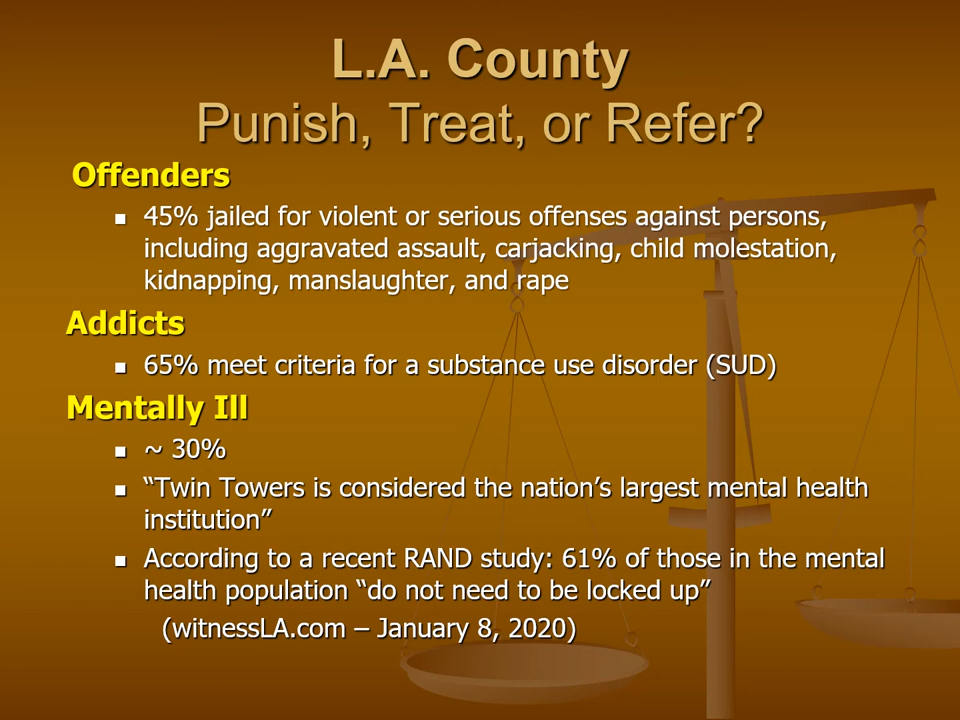 L.A. County
Punish, Treat, or Refer?
Offenders
45% jailed for violent or serious offenses against persons,
including aggravated assault, carjacking, child molestation,
kidnapping, manslaughter, and rape
Addicts
65% meet criteria for a substance use disorder (SUD)
Mentally Ill
~ 30%
“Twin Towers is considered the nation’s largest mental health
institution”
According to a recent RAND study: 61% of those in the mental
health population “do not need to be locked up”
(witnessLA.com – January 8, 2020)